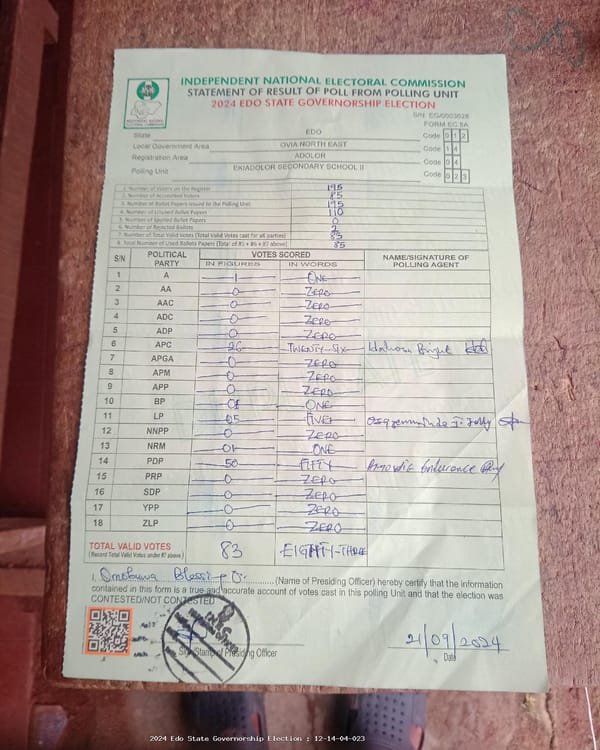 INDEPENDENT NATIONAL ELECTORAL COMMISSION
STATEMENT OF RESULT OF POLL FROM POLLING UNIT
2024 EDO STATE GOVERNORSHIP ELECTION
S/N: EG/0003028
FORM EC 8A
State EDO Code 0 1 2
Local Government Area OVIA NORTH EAST Code 1 4
Registration Area ADOLOR Code 0 4
Polling Unit EKIADOLOR SECONDARY SCHOOL II Code 0 2 3
1. Number of Voters on the Register 195
2. Number of Accredited Voters 85
3. Number of Ballot Papers Issued to the Polling Unit 195
4. Number of Unused Ballot Papers 110
5. Number of Spoiled Ballot Papers 0
6. Number of Rejected Ballots 2
7. Number of Total Valid Votes (Total Valid Votes cast for all parties) 83
8. Total Number of Used Ballots Papers (Total of #5 + #6 + #7 above) 85
S/N POLITICAL PARTY VOTES SCORED NAME/SIGNATURE OF POLLING AGENT
IN FIGURES IN WORDS
1 A 1 ONE
2 AA 0 ZERO
3 AAC 0 ZERO
4 ADC 0 ZERO
5 ADP 0 ZERO
6 APC 26 TWENTY-SIX
7 APGA 0 ZERO
8 APM 0 ZERO
9 APP 0 ZERO
10 BP 01 ONE
11 LP 05 FIVE
12 NNPP 0 ZERO
13 NRM 01 ONE
14 PDP 50 FIFTY
15 PRP 0 ZERO
16 SDP 0 ZERO
17 YPP 0 ZERO
18 ZLP 0 ZERO
TOTAL VALID VOTES 83 EIGHTY-THREE
(Record Total Valid Votes under #7 above)
I, Blessing O. (Name of Presiding Officer) hereby certify that the information
contained in this form is a true and accurate account of votes cast in this polling Unit and that the election was
CONTESTED/NOT CONTESTED
21/09/2024
Sign/Stamp of Presiding Officer Date
2024 Edo State Governorship Election : 12-14-04-023